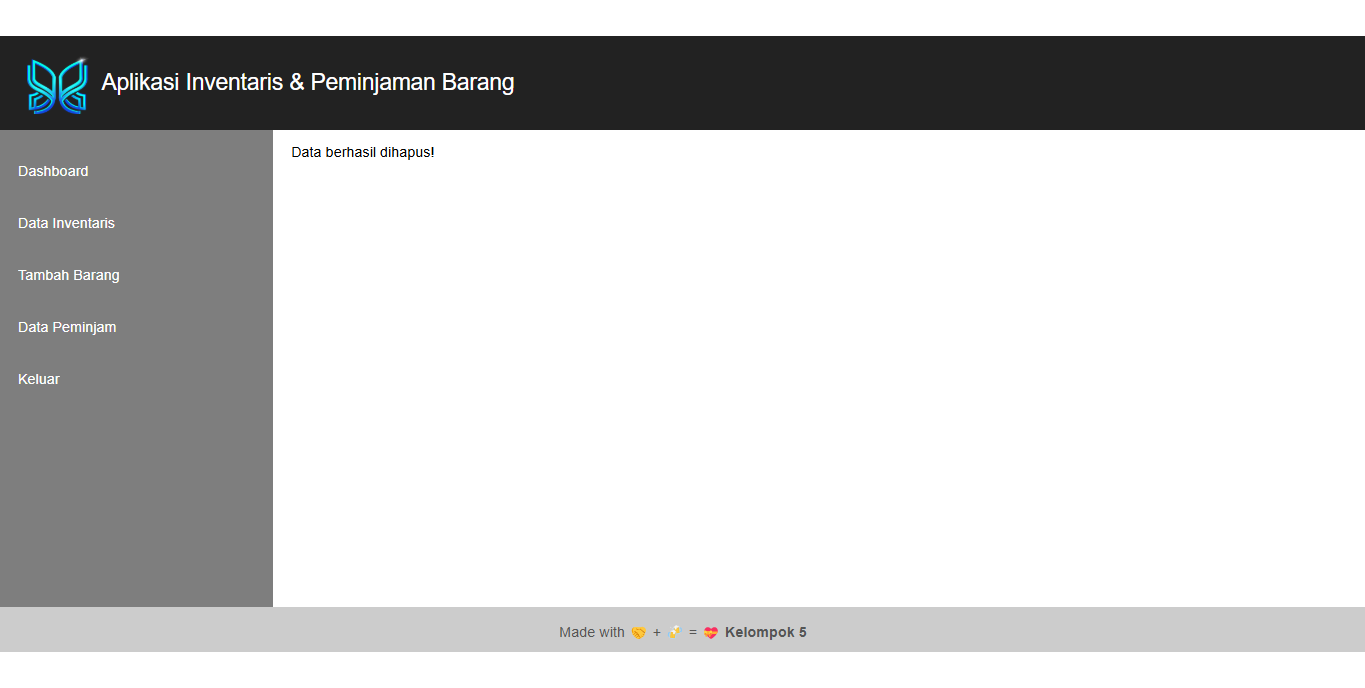 Aplikasi Inventaris & Peminjaman Barang
Dashboard
Data Inventaris
Tambah Barang
Data Peminjam
Keluar
Data berhasil dihapus!
Made with 🤝 + ✨ = 💝 Kelompok 5